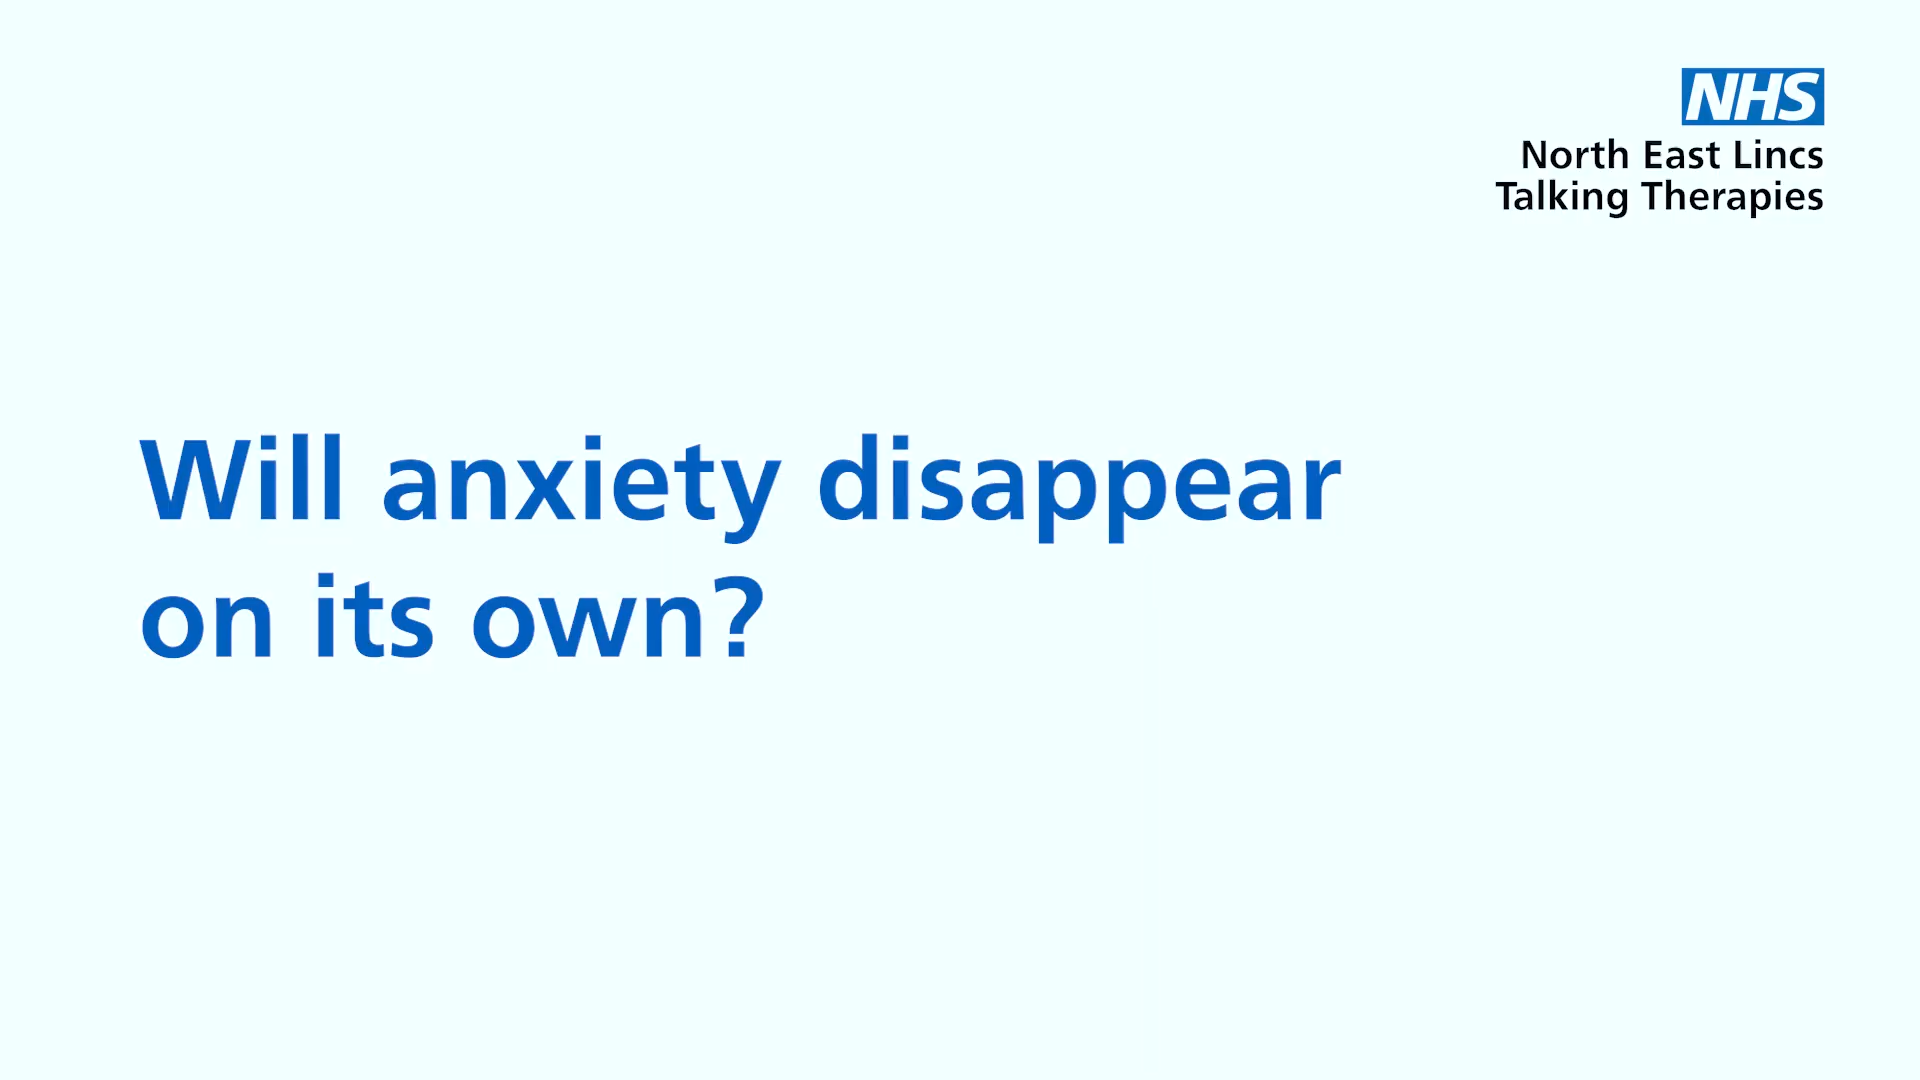 NHS
North East Lincs
Talking Therapies
Will anxiety disappear
on its own?